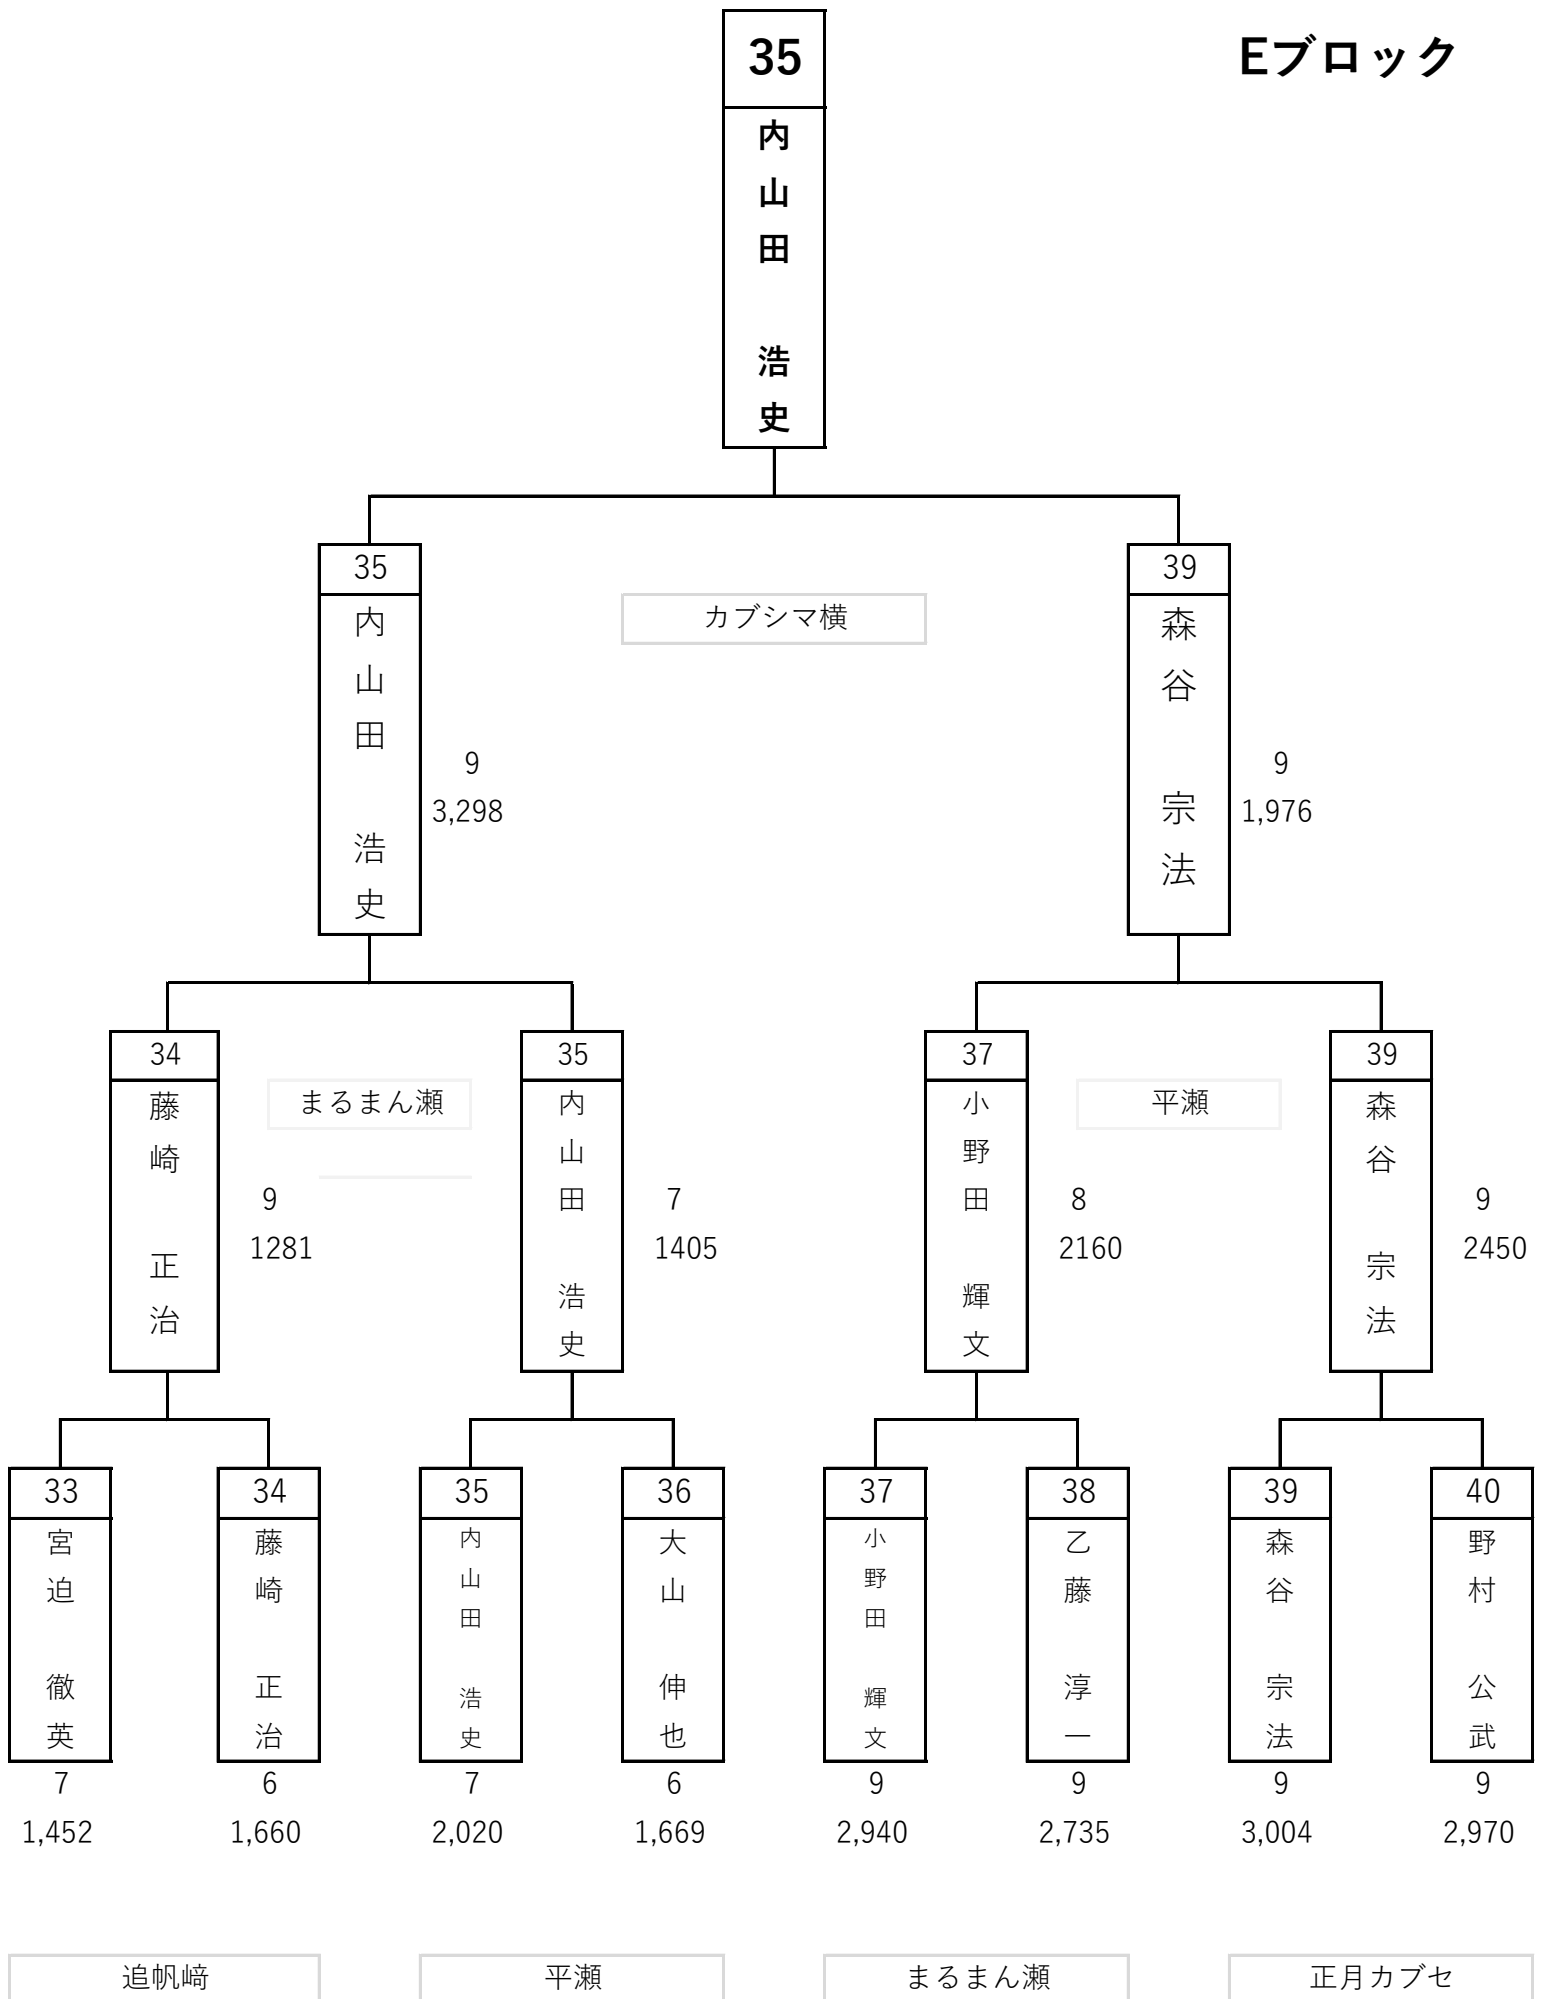 Eブロック
35
内山田 浩史
35
内山田 浩史
9
3,298
カブシマ横
39
森谷 宗法
9
1,976
34
藤崎 正治
9
1281
まるまん瀬
35
内山田 浩史
7
1405
37
小野田 輝文
8
2160
平瀬
39
森谷 宗法
9
2450
33
宮迫 徹英
7
1,452
34
藤崎 正治
6
1,660
35
内山田 浩史
7
2,020
36
大山 伸也
6
1,669
37
小野田 輝文
9
2,940
38
乙藤 淳一
9
2,735
39
森谷 宗法
9
3,004
40
野村 公武
9
2,970
追帆﨑
平瀬
まるまん瀬
正月カブセ